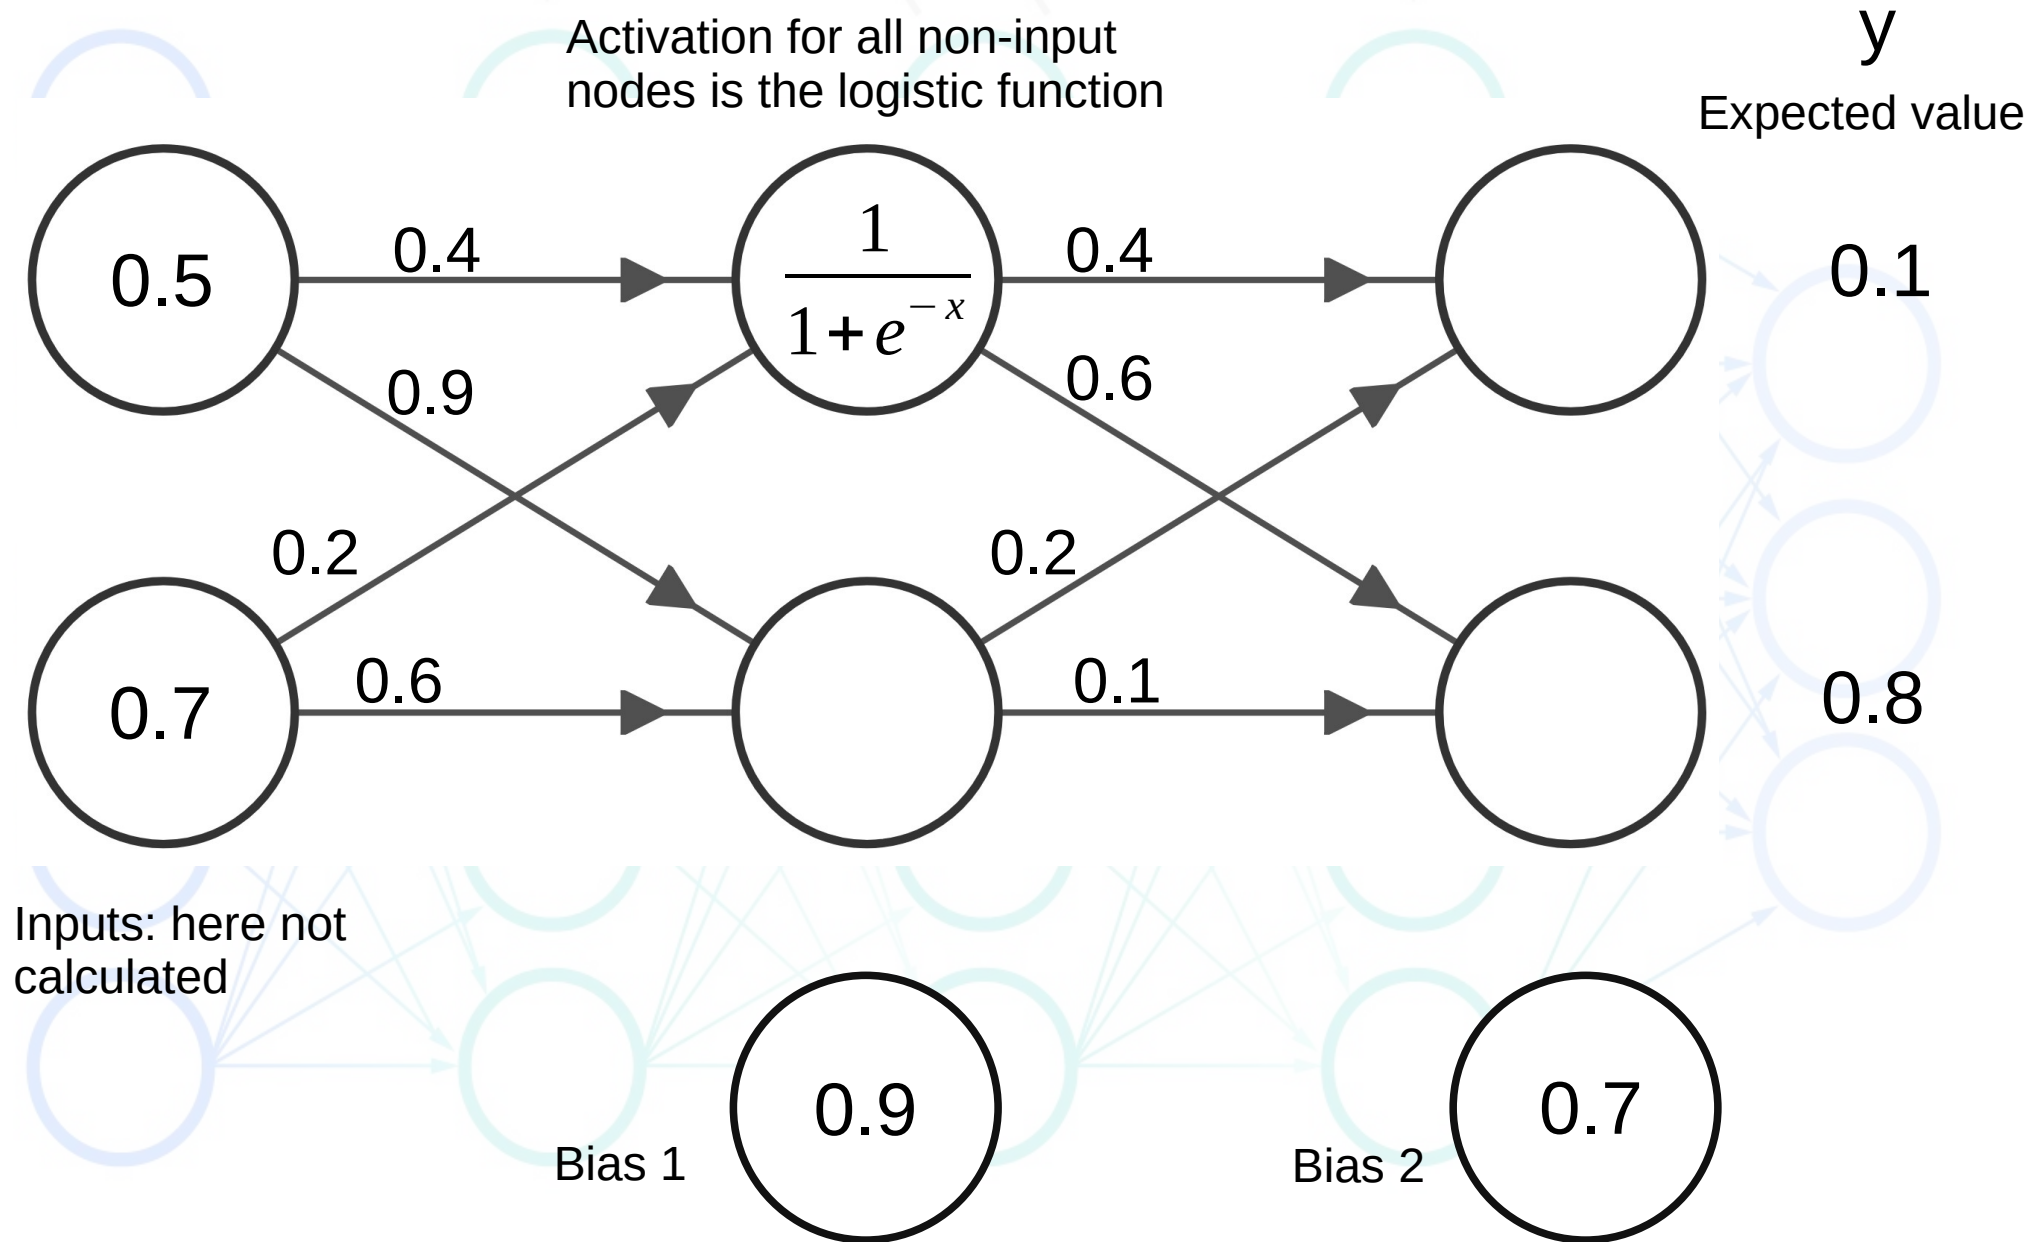 Activation for all non-input
nodes is the logistic function
y
Expected value
0.5
0.4
1
1+e^{-x}
0.4
0.1
0.9
0.6
0.2
0.2
0.7
0.6
0.1
0.8
Inputs: here not
calculated
Bias 1
0.9
Bias 2
0.7